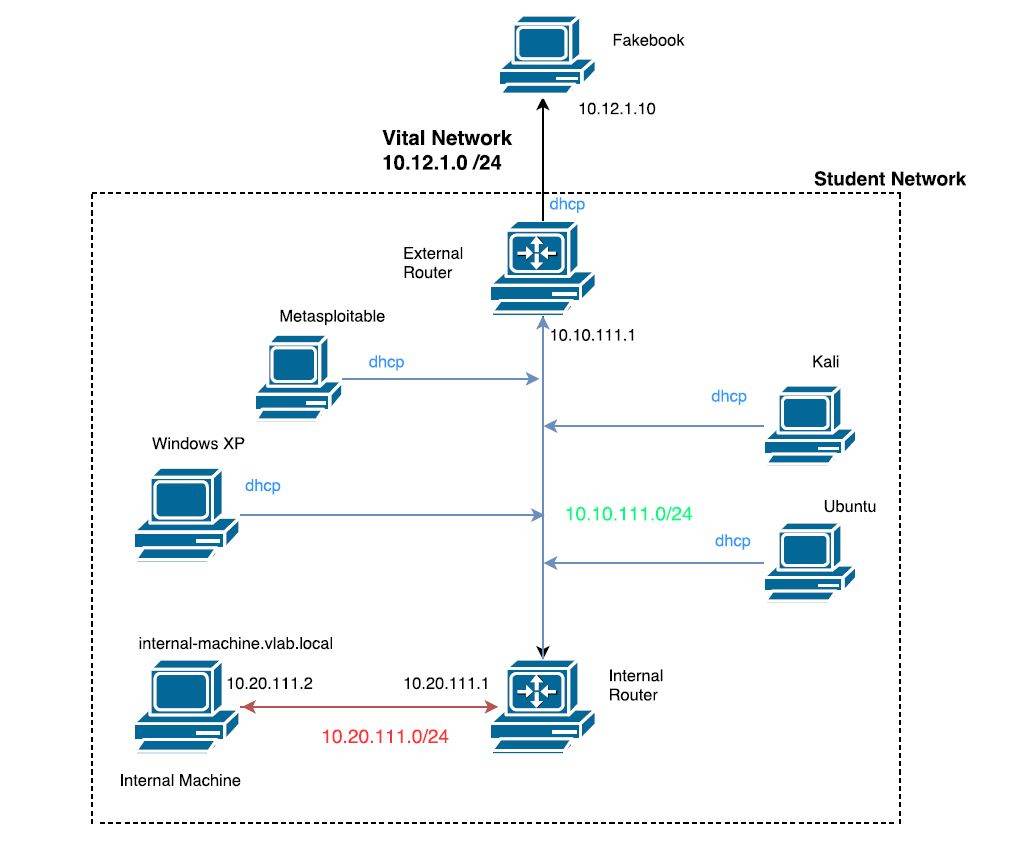 Fakebook
10.12.1.10
Vital Network
10.12.1.0 /24
Student Network
dhcp
External
Router
10.10.111.1
Metasploitable
dhcp
Kali
dhcp
Windows XP
dhcp
10.10.111.0/24
Ubuntu
dhcp
internal-machine.vlab.local
10.20.111.2
10.20.111.1
Internal
Router
10.20.111.0/24
Internal Machine